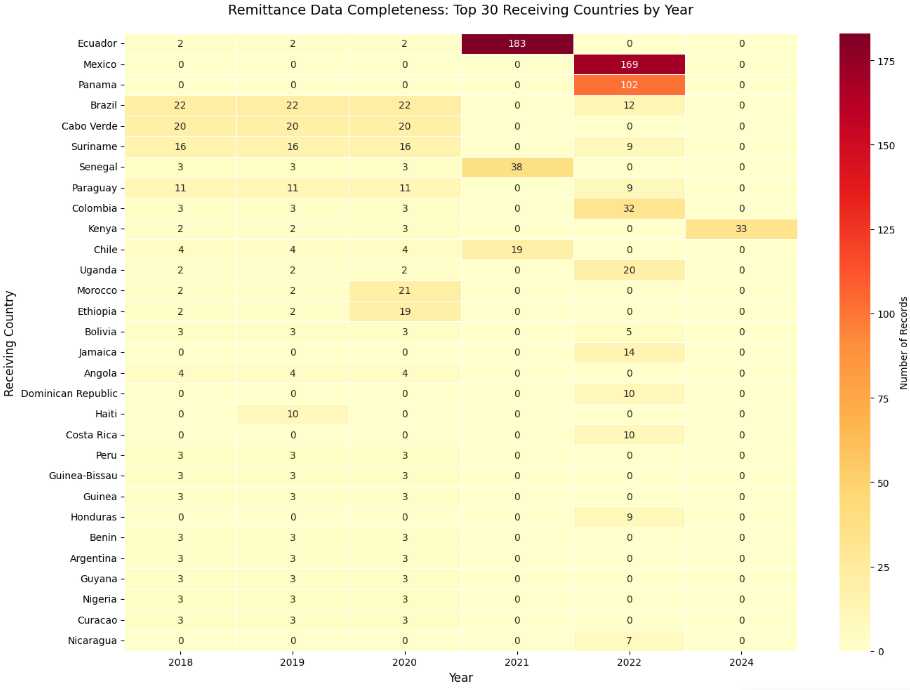 Remittance Data Completeness: Top 30 Receiving Countries by Year
Ecuador 2 2 2 183 0 0
Mexico 0 0 0 0 169 0
Panama 0 0 0 0 102 0
Brazil 22 22 22 0 12 0
Cabo Verde 20 20 20 0 0 0
Suriname 16 16 16 0 9 0
Senegal 3 3 3 38 0 0
Paraguay 11 11 11 0 9 0
Colombia 3 3 3 0 32 0
Kenya 2 2 3 0 0 33
Chile 4 4 4 19 0 0
Uganda 2 2 2 0 20 0
Morocco 2 2 21 0 0 0
Ethiopia 2 2 19 0 0 0
Bolivia 3 3 3 0 5 0
Jamaica 0 0 0 0 14 0
Angola 4 4 4 0 0 0
Dominican Republic 0 0 0 0 10 0
Haiti 0 10 0 0 0 0
Costa Rica 0 0 0 0 10 0
Peru 3 3 3 0 0 0
Guinea-Bissau 3 3 3 0 0 0
Guinea 3 3 3 0 0 0
Honduras 0 0 0 0 9 0
Benin 3 3 3 0 0 0
Argentina 3 3 3 0 0 0
Guyana 3 3 3 0 0 0
Nigeria 3 3 3 0 0 0
Curacao 3 3 3 0 0 0
Nicaragua 0 0 0 0 7 0
2018 2019 2020 2021 2022 2024
Year
Receiving Country
175
150
125
100
75
50
25
0
Number of Records